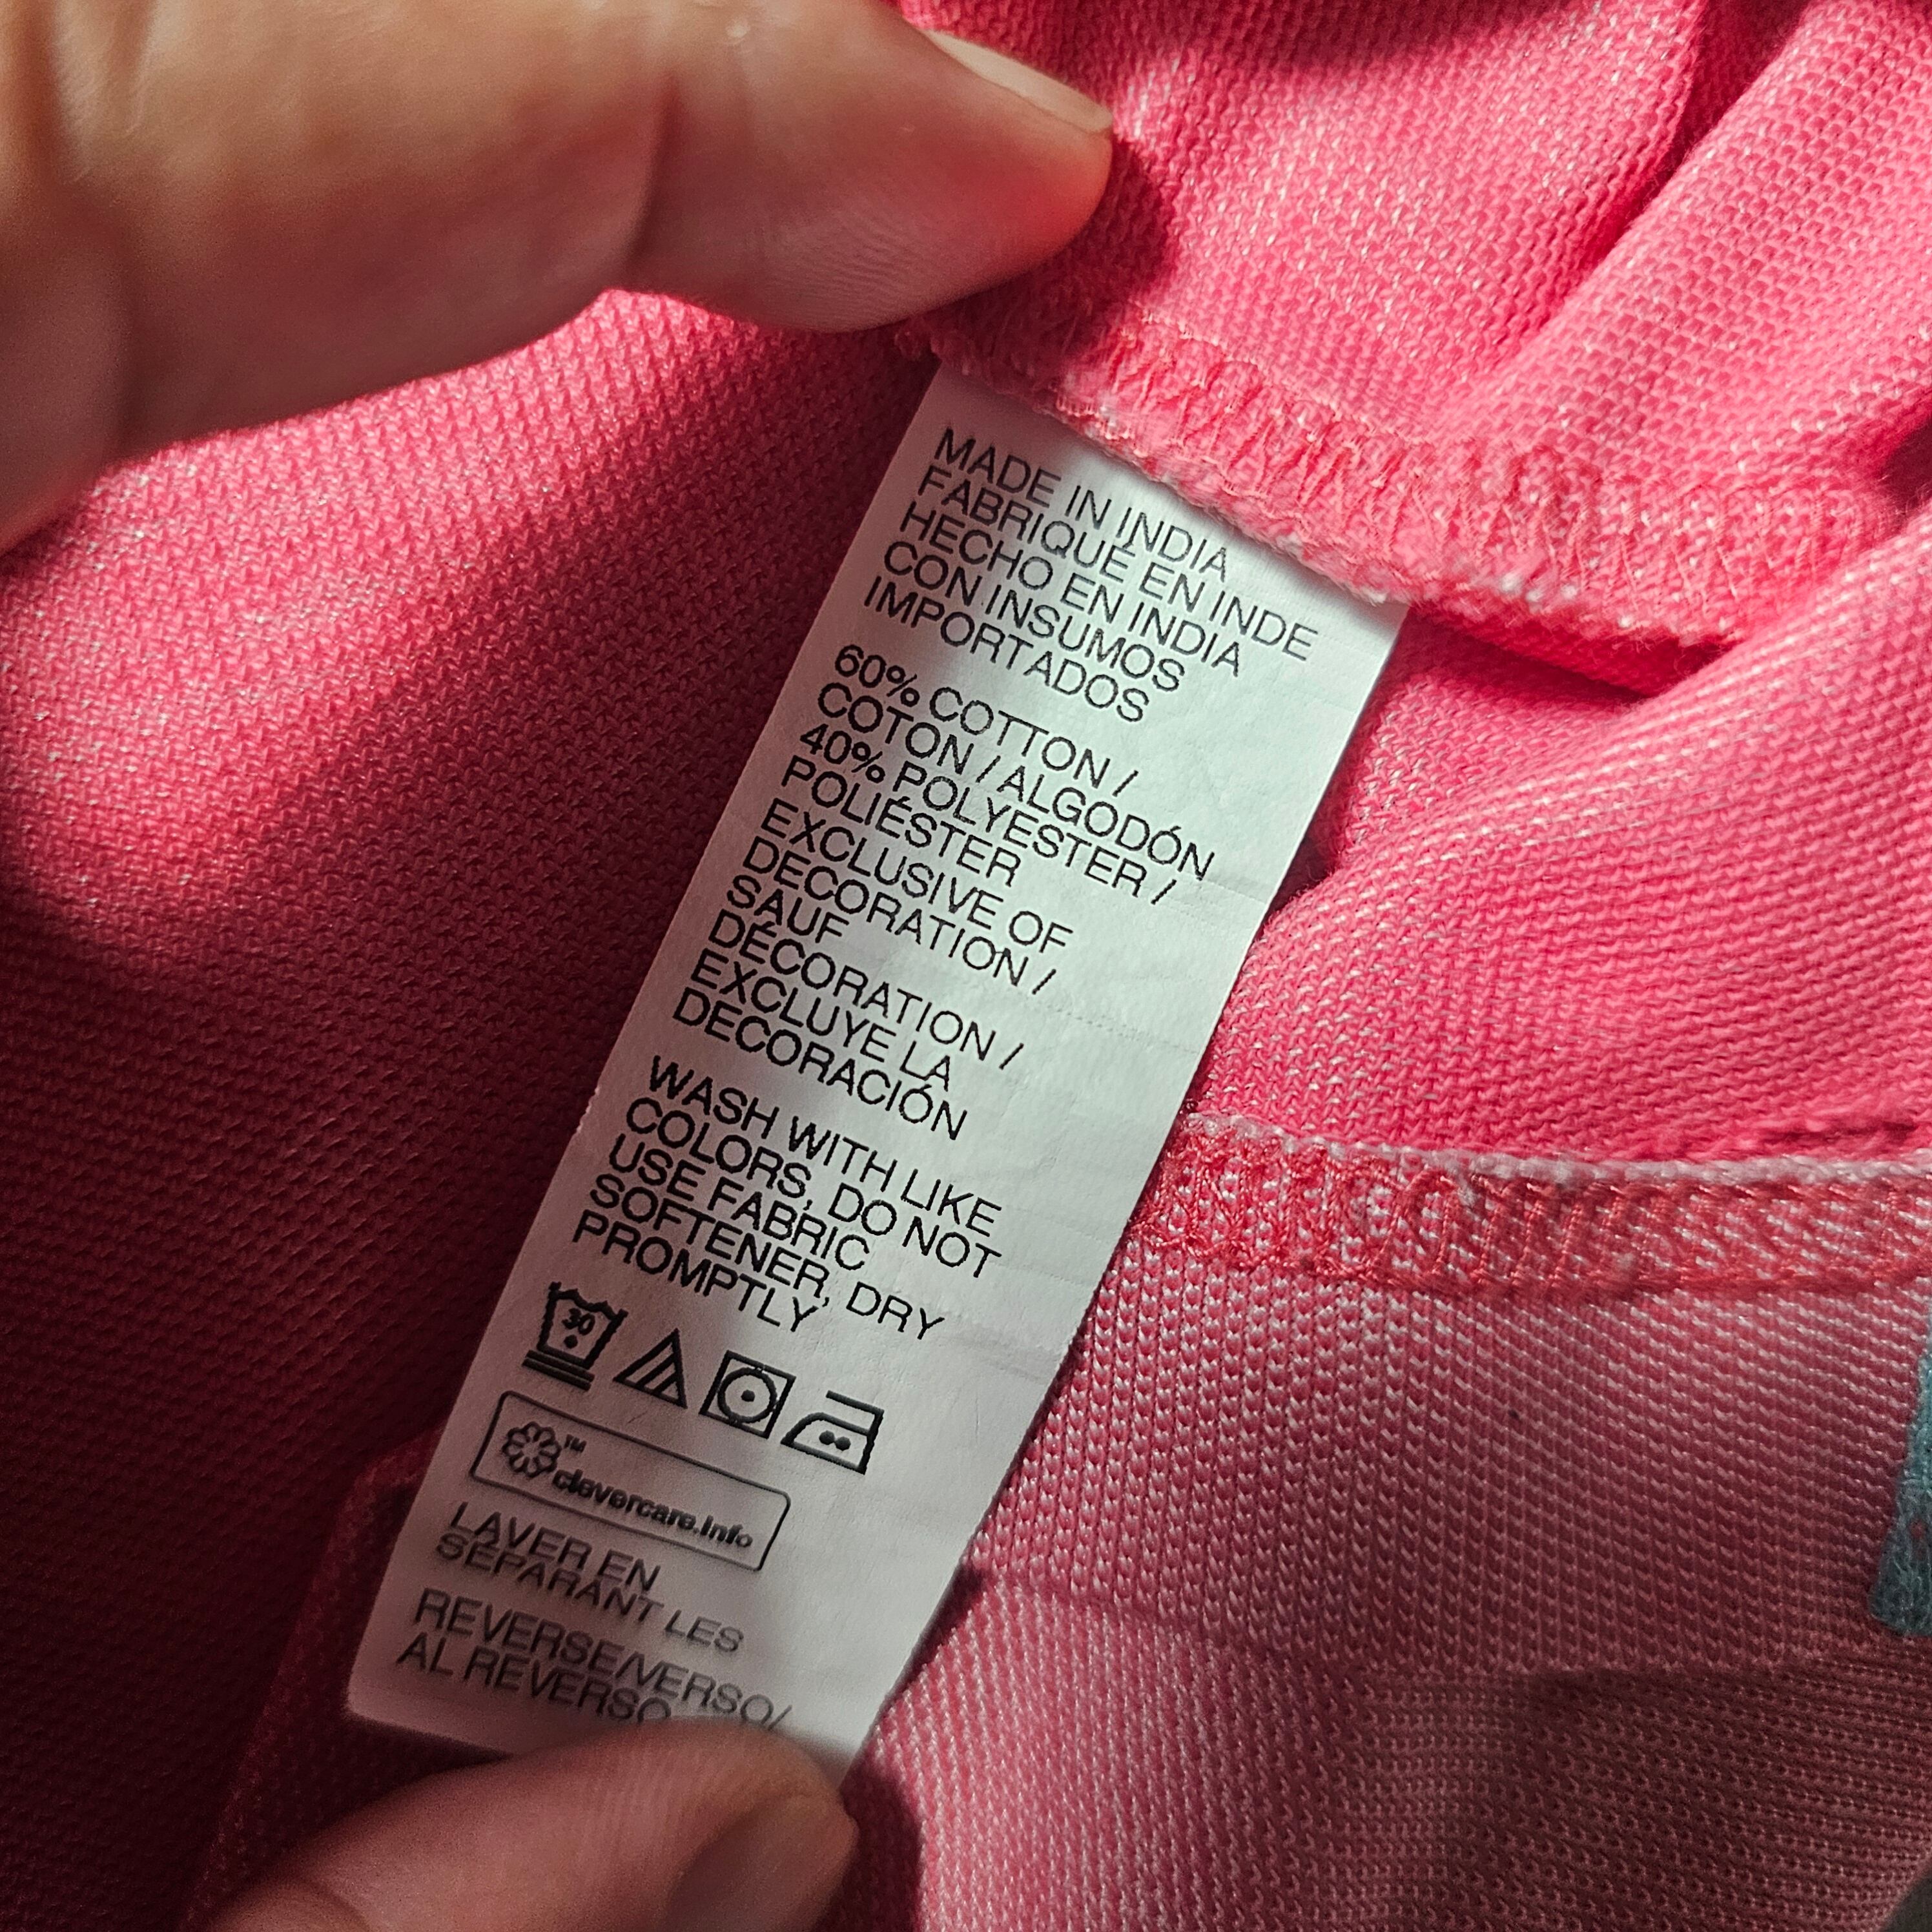 MADE IN INDIA
FABRIQUÉ EN INDE
HECHO EN INDIA
CON INSUMOS
IMPORTADOS
60% COTTON /
COTON / ALGODÓN
40% POLYESTER /
POLIÉSTER
EXCLUSIVE OF
DECORATION /
SAUF
DÉCORATION /
EXCLUYE LA
DECORACIÓN
WASH WITH LIKE
COLORS, DO NOT
USE FABRIC
SOFTENER, DRY
PROMPTLY
30
TM
clevercare.info
LAVER EN
SÉPARANT LES
REVERSE/VERSO/
AL REVERSO